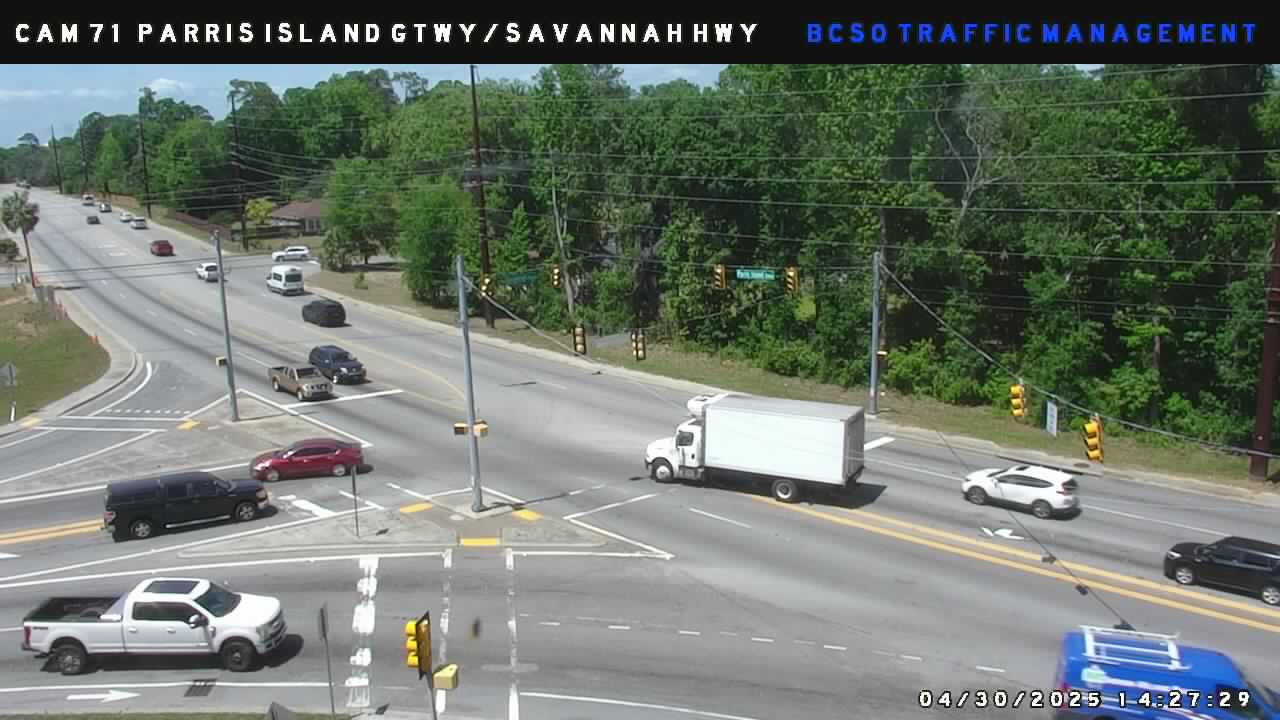 CAM 71 PARRIS ISLAND GTWY/SAVANNAH HWY BCSO TRAFFIC MANAGEMENT
04/30/2025 14:27:29